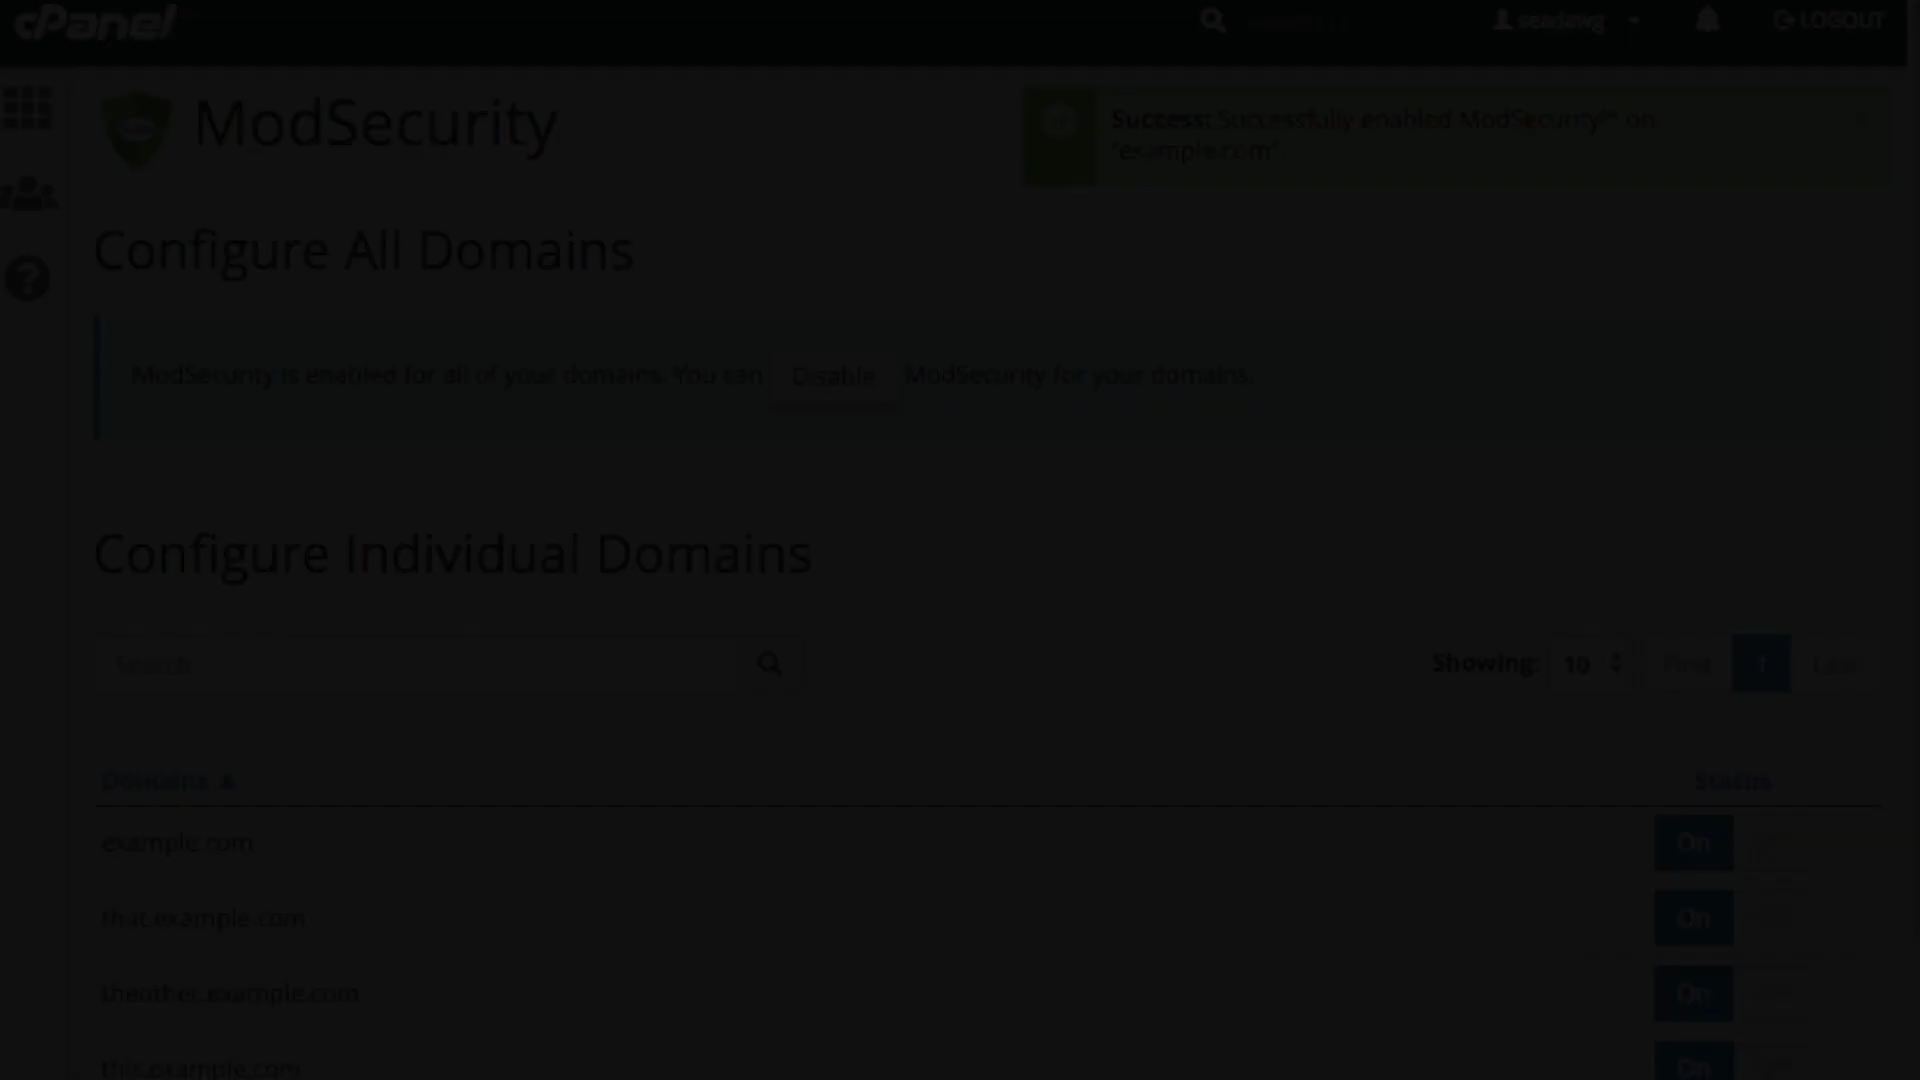 cPanel
seadawg
LOGOUT
ModSecurity
Success: Successfully enabled ModSecurity™ on
"example.com".
Configure All Domains
ModSecurity is enabled for all of your domains. You can Disable ModSecurity for your domains.
Configure Individual Domains
Search
Showing: 10 First 1 Last
Domains ▲ Status
example.com On
that.example.com On
theother.example.com On
this.example.com On